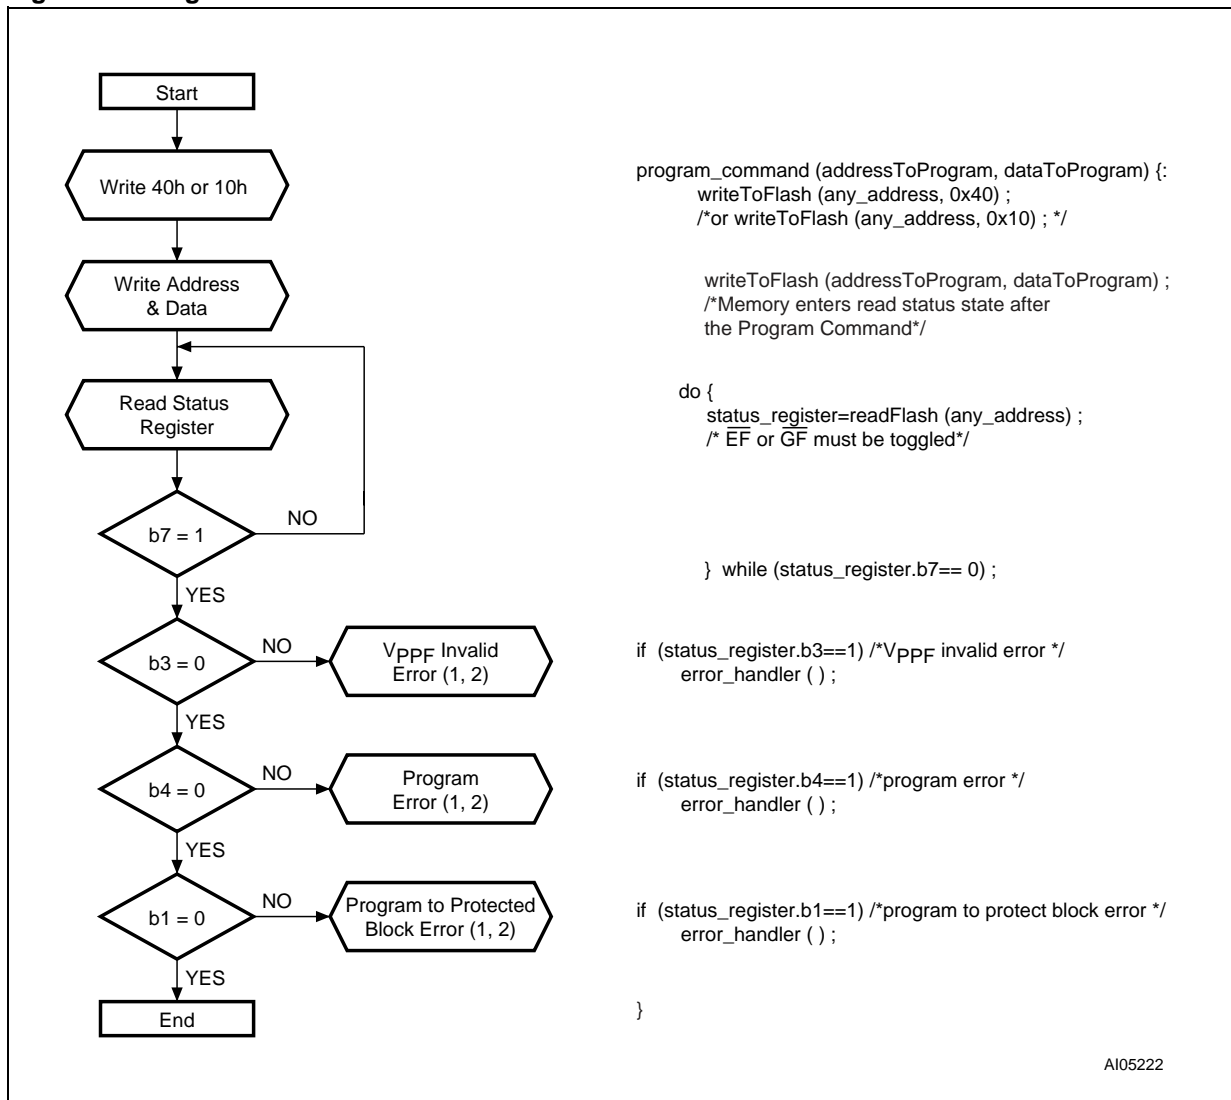 Start
Write 40h or 10h
Write Address
& Data
Read Status
Register
b7 = 1
NO
YES
b3 = 0
NO
VPPF Invalid
Error (1, 2)
YES
b4 = 0
NO
Program
Error (1, 2)
YES
b1 = 0
NO
Program to Protected
Block Error (1, 2)
YES
End
program_command (addressToProgram, dataToProgram) {:
writeToFlash (any_address, 0x40) ;
/*or writeToFlash (any_address, 0x10) ; */
writeToFlash (addressToProgram, dataToProgram) ;
/*Memory enters read status state after
the Program Command*/
do {
status_register=readFlash (any_address) ;
/* EF or GF must be toggled*/
} while (status_register.b7== 0) ;
if (status_register.b3==1) /*VPPF invalid error */
error_handler ( ) ;
if (status_register.b4==1) /*program error */
error_handler ( ) ;
if (status_register.b1==1) /*program to protect block error */
error_handler ( ) ;
}
AI05222